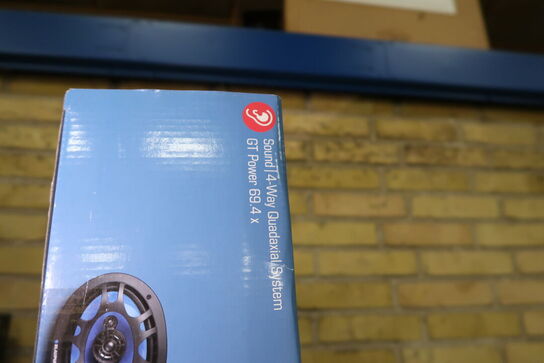 Sound| 4-Way Quadaxial System
GT Power 69.4 x